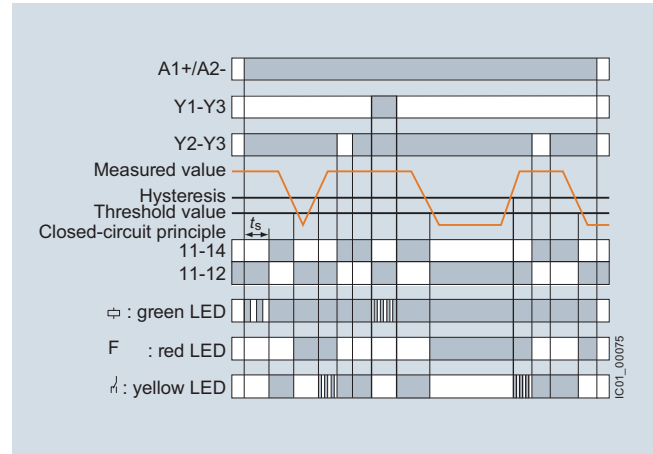 A1+/A2-
Y1-Y3
Y2-Y3
Measured value
Hysteresis
Threshold value
Closed-circuit principle
ts
11-14
11-12
: green LED
F : red LED
: yellow LED
IC01_00075